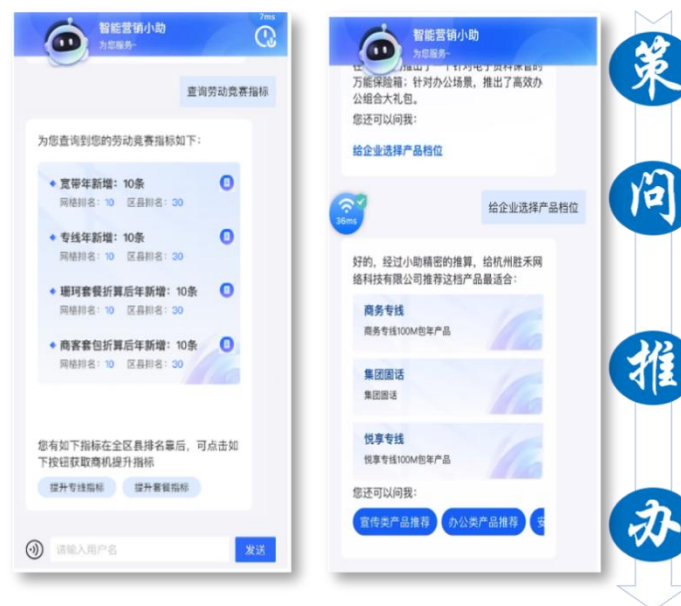 7ms
智能营销小助
为您服务~
查询劳动竞赛指标
为您查询到您的劳动竞赛指标如下：
宽带年新增：10条
网格排名：10 区县排名：30
专线年新增：10条
网格排名：10 区县排名：30
珊珂套餐折算后年新增：10条
网格排名：10 区县排名：30
商客套包折算后年新增：10条
网格排名：10 区县排名：30
您有如下指标在全区县排名靠后，可点击如
下按钮获取商机提升指标
提升专线指标 提升套餐指标
请输入用户名
发送
智能营销小助
为您服务~
万能保险箱；针对办公场景，推出了高效办
公组合大礼包。
您还可以问我：
给企业选择产品档位
36ms
给企业选择产品档位
好的，经过小助精密的推算，给杭州胜禾网
络科技有限公司推荐这档产品最适合：
商务专线
商务专线100M包年产品
集团固话
集团固话
悦享专线
悦享专线100M包年产品
您还可以问我：
宣传类产品推荐 办公类产品推荐
策
问
推
办